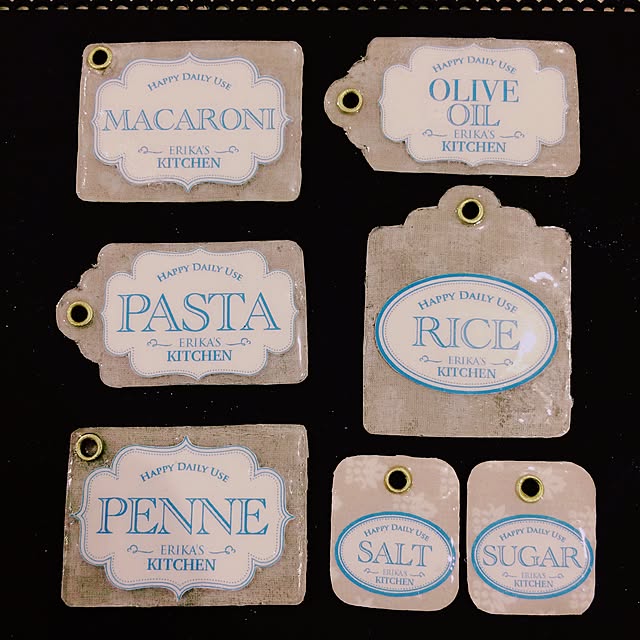 HAPPY DAILY USE
MACARONI
ERIKA'S
KITCHEN
HAPPY DAILY USE
OLIVE
OIL
ERIKA'S
KITCHEN
HAPPY DAILY USE
PASTA
ERIKA'S
KITCHEN
HAPPY DAILY USE
RICE
ERIKA'S
KITCHEN
HAPPY DAILY USE
PENNE
ERIKA'S
KITCHEN
HAPPY DAILY USE
SALT
ERIKA'S
KITCHEN
HAPPY DAILY USE
SUGAR
ERIKA'S
KITCHEN